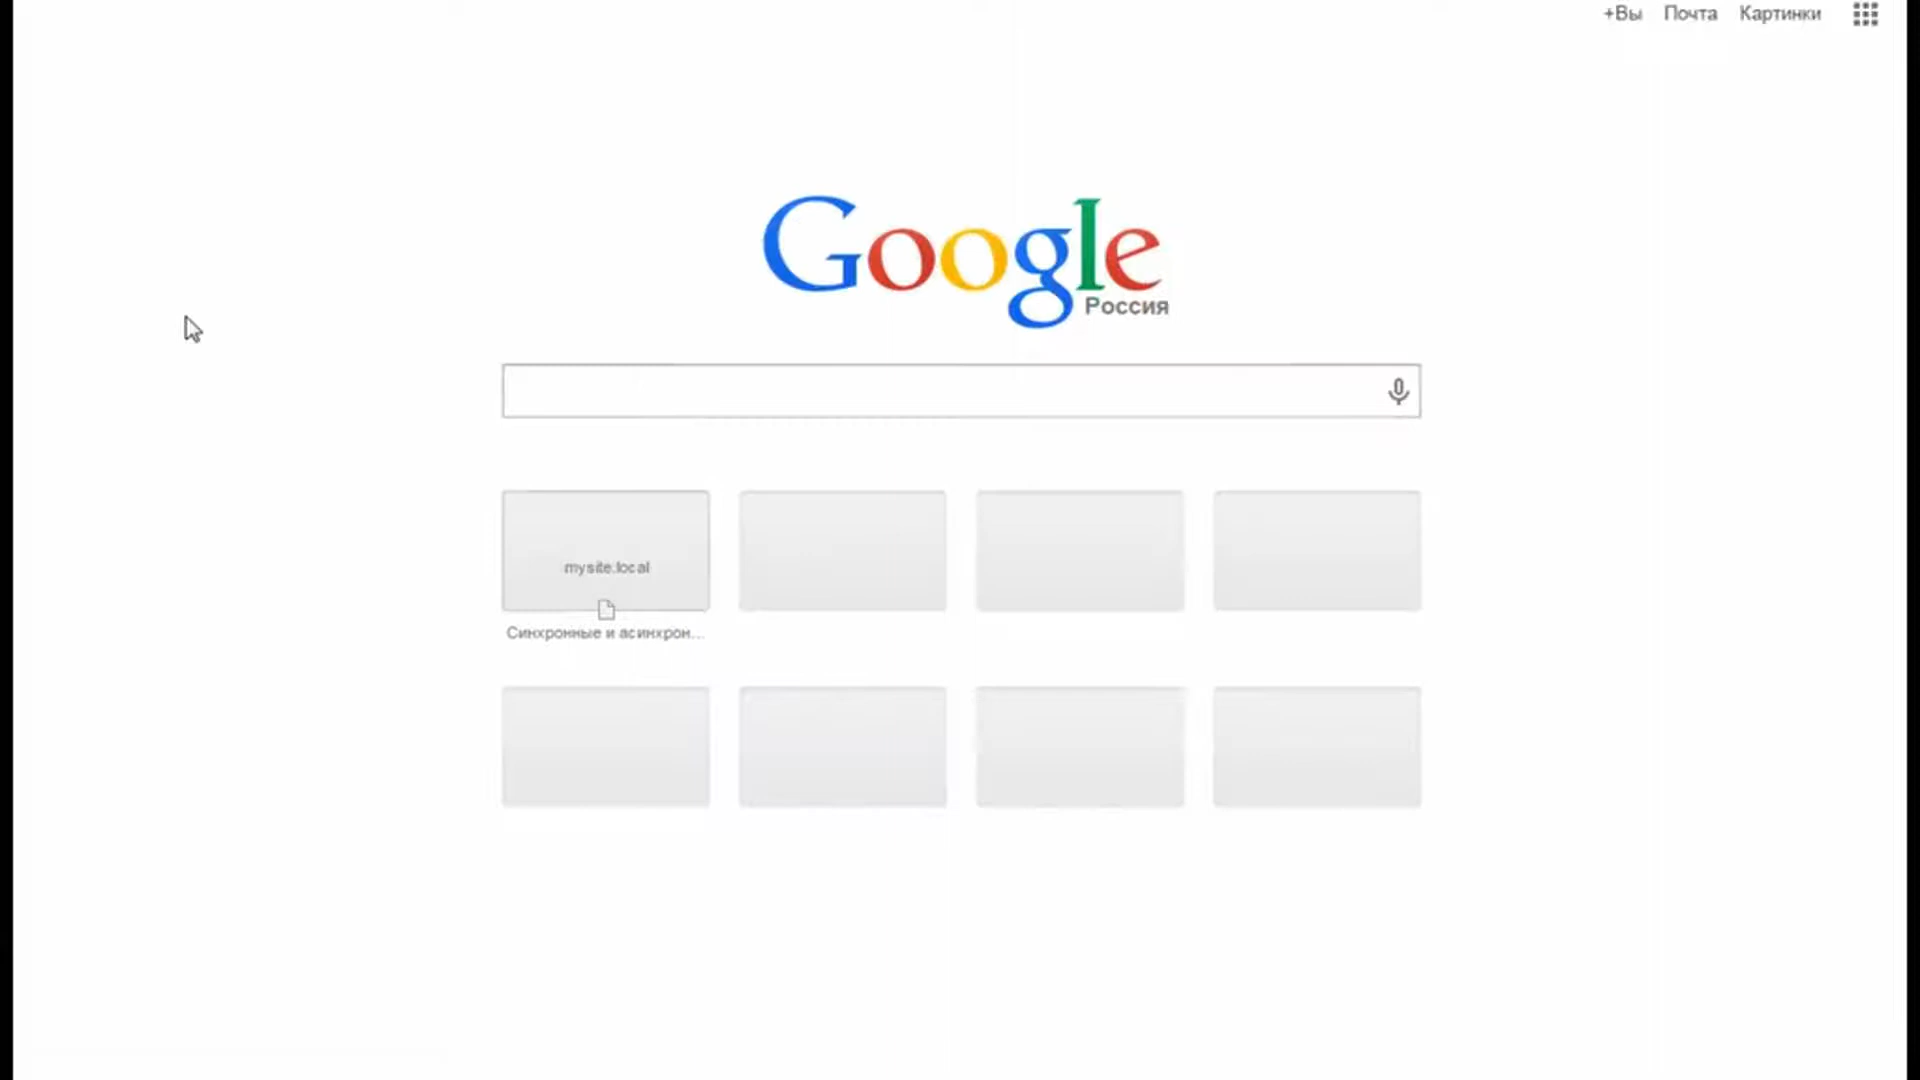 +Вы Почта Картинки
Google
Россия
mysite.local
Синхронные и асинхрон...